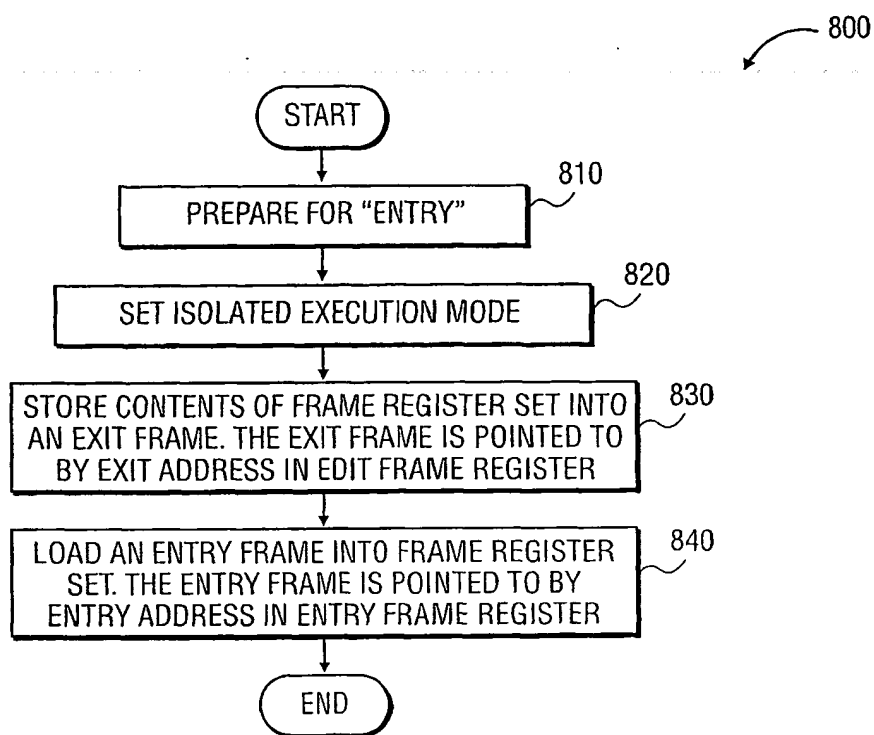 800
START
810
PREPARE FOR “ENTRY”
820
SET ISOLATED EXECUTION MODE
830
STORE CONTENTS OF FRAME REGISTER SET INTO
AN EXIT FRAME. THE EXIT FRAME IS POINTED TO
BY EXIT ADDRESS IN EDIT FRAME REGISTER
840
LOAD AN ENTRY FRAME INTO FRAME REGISTER
SET. THE ENTRY FRAME IS POINTED TO BY
ENTRY ADDRESS IN ENTRY FRAME REGISTER
END